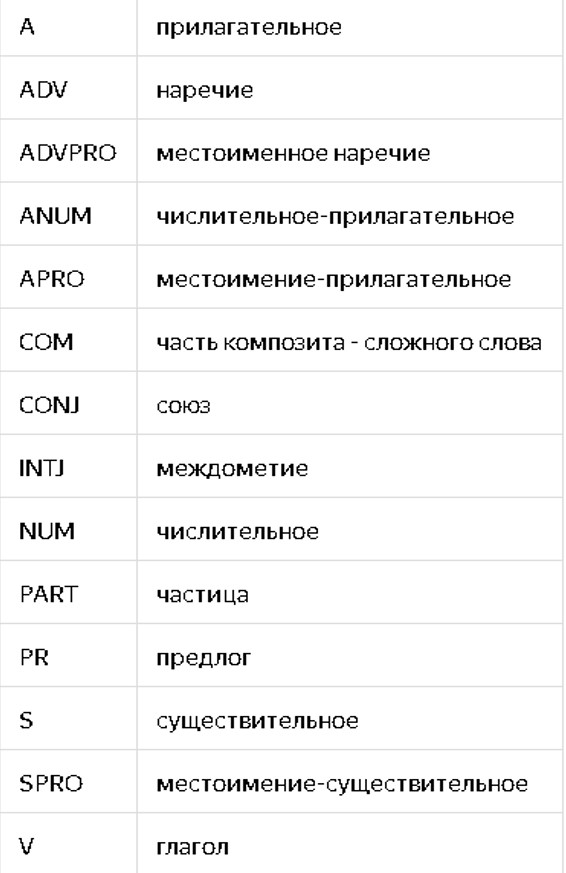 A прилагательное
ADV наречие
ADVPRO местоименное наречие
ANUM числительное-прилагательное
APRO местоимение-прилагательное
COM часть композита - сложного слова
CONJ союз
INTJ междометие
NUM числительное
PART частица
PR предлог
S существительное
SPRO местоимение-существительное
V глагол